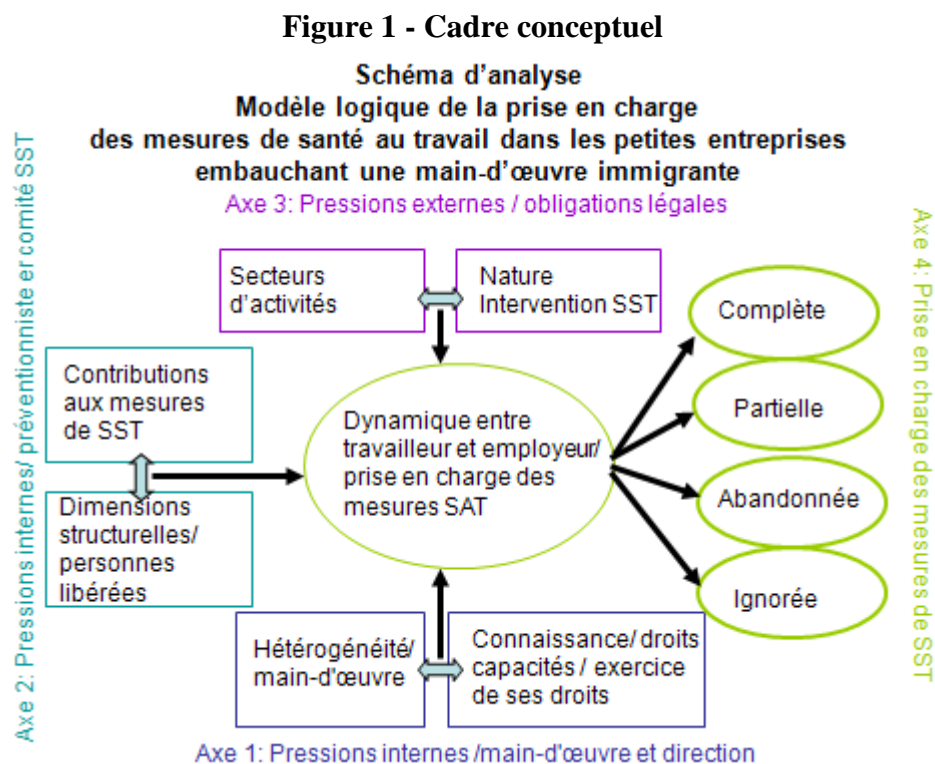 Figure 1 - Cadre conceptuel
Schéma d'analyse
Modèle logique de la prise en charge
des mesures de santé au travail dans les petites entreprises
embauchant une main-d'œuvre immigrante
Axe 3: Pressions externes / obligations légales
Secteurs
d'activités
Nature
Intervention SST
Axe 2: Pressions internes/ préventionniste er comité SST
Contributions
aux mesures
de SST
Dimensions
structurelles/
personnes
libérées
Dynamique entre
travailleur et employeur/
prise en charge des
mesures SAT
Complète
Partielle
Abandonnée
Ignorée
Axe 4: Prise en charge des mesures de SST
Hétérogénéité/
main-d'œuvre
Connaissance/ droits
capacités / exercice
de ses droits
Axe 1: Pressions internes /main-d'œuvre et direction